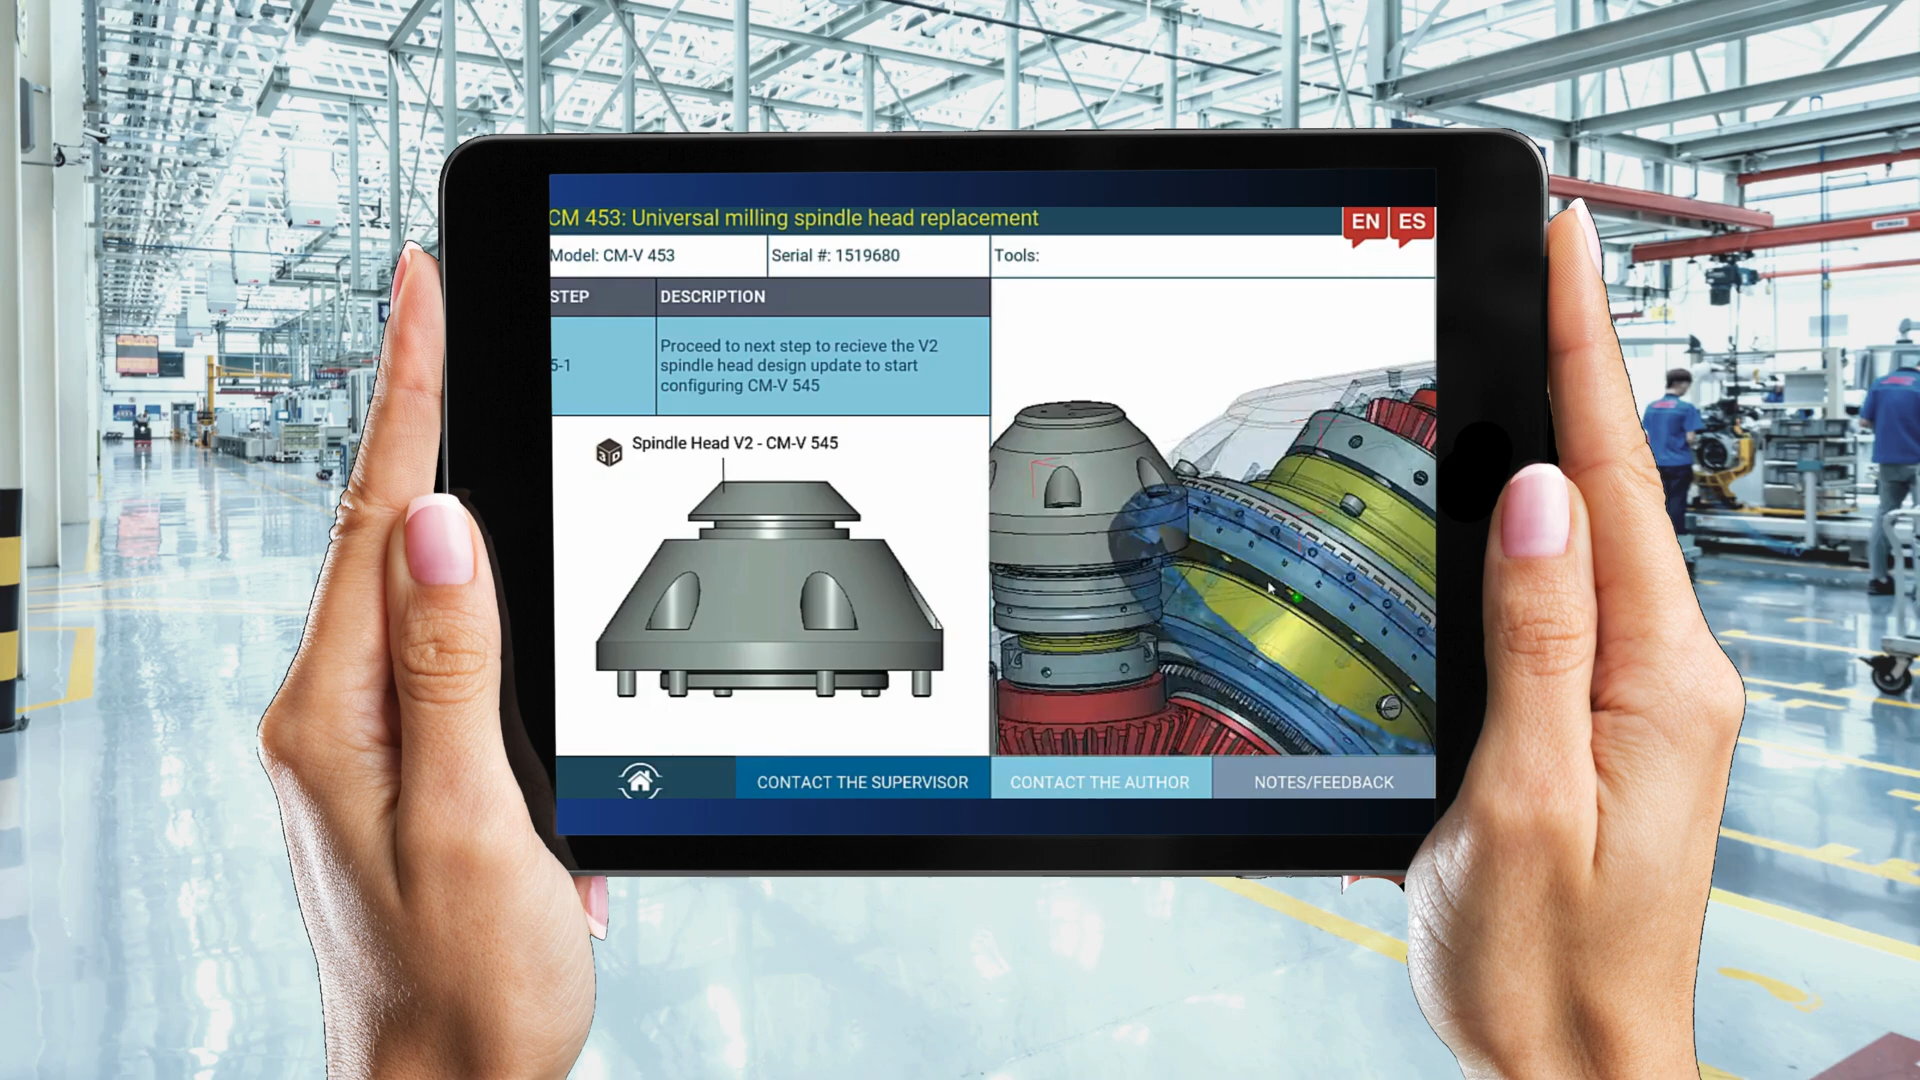 CM 453: Universal milling spindle head replacement
EN
ES
Model: CM-V 453
Serial #: 1519680
Tools:
STEP
DESCRIPTION
5-1
Proceed to next step to recieve the V2
spindle head design update to start
configuring CM-V 545
3D
Spindle Head V2 - CM-V 545
CONTACT THE SUPERVISOR
CONTACT THE AUTHOR
NOTES/FEEDBACK